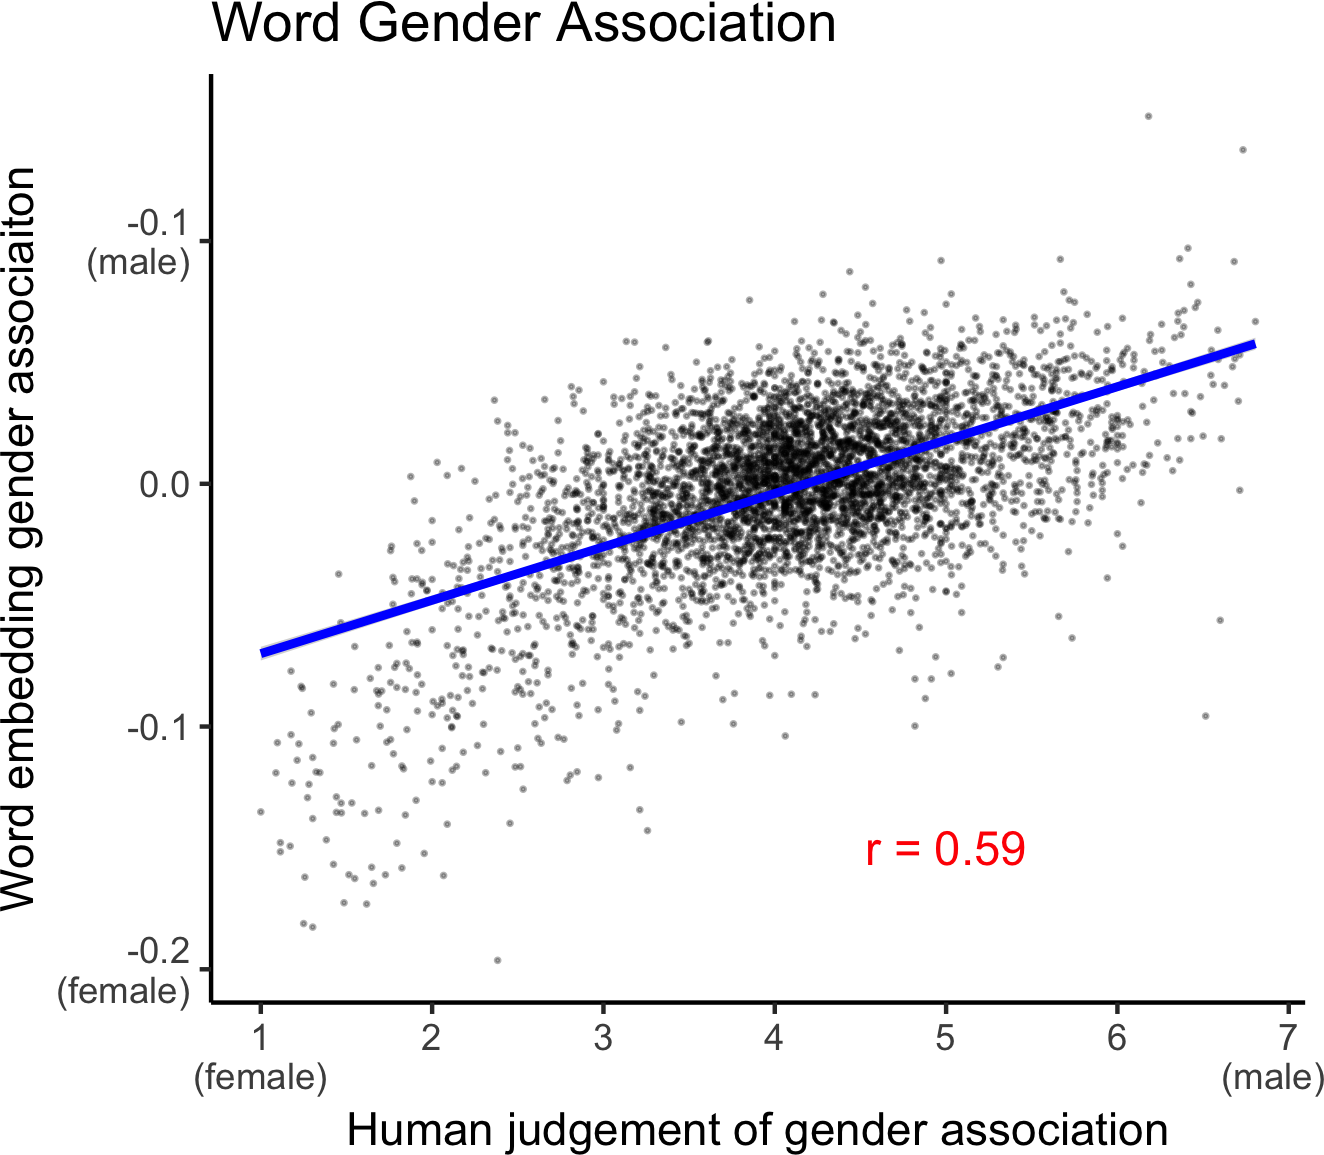 Word Gender Association
Word embedding gender associaiton
-0.1
(male)
0.0
-0.1
-0.2
(female)
r = 0.59
1
(female)
2
3
4
5
6
7
(male)
Human judgement of gender association